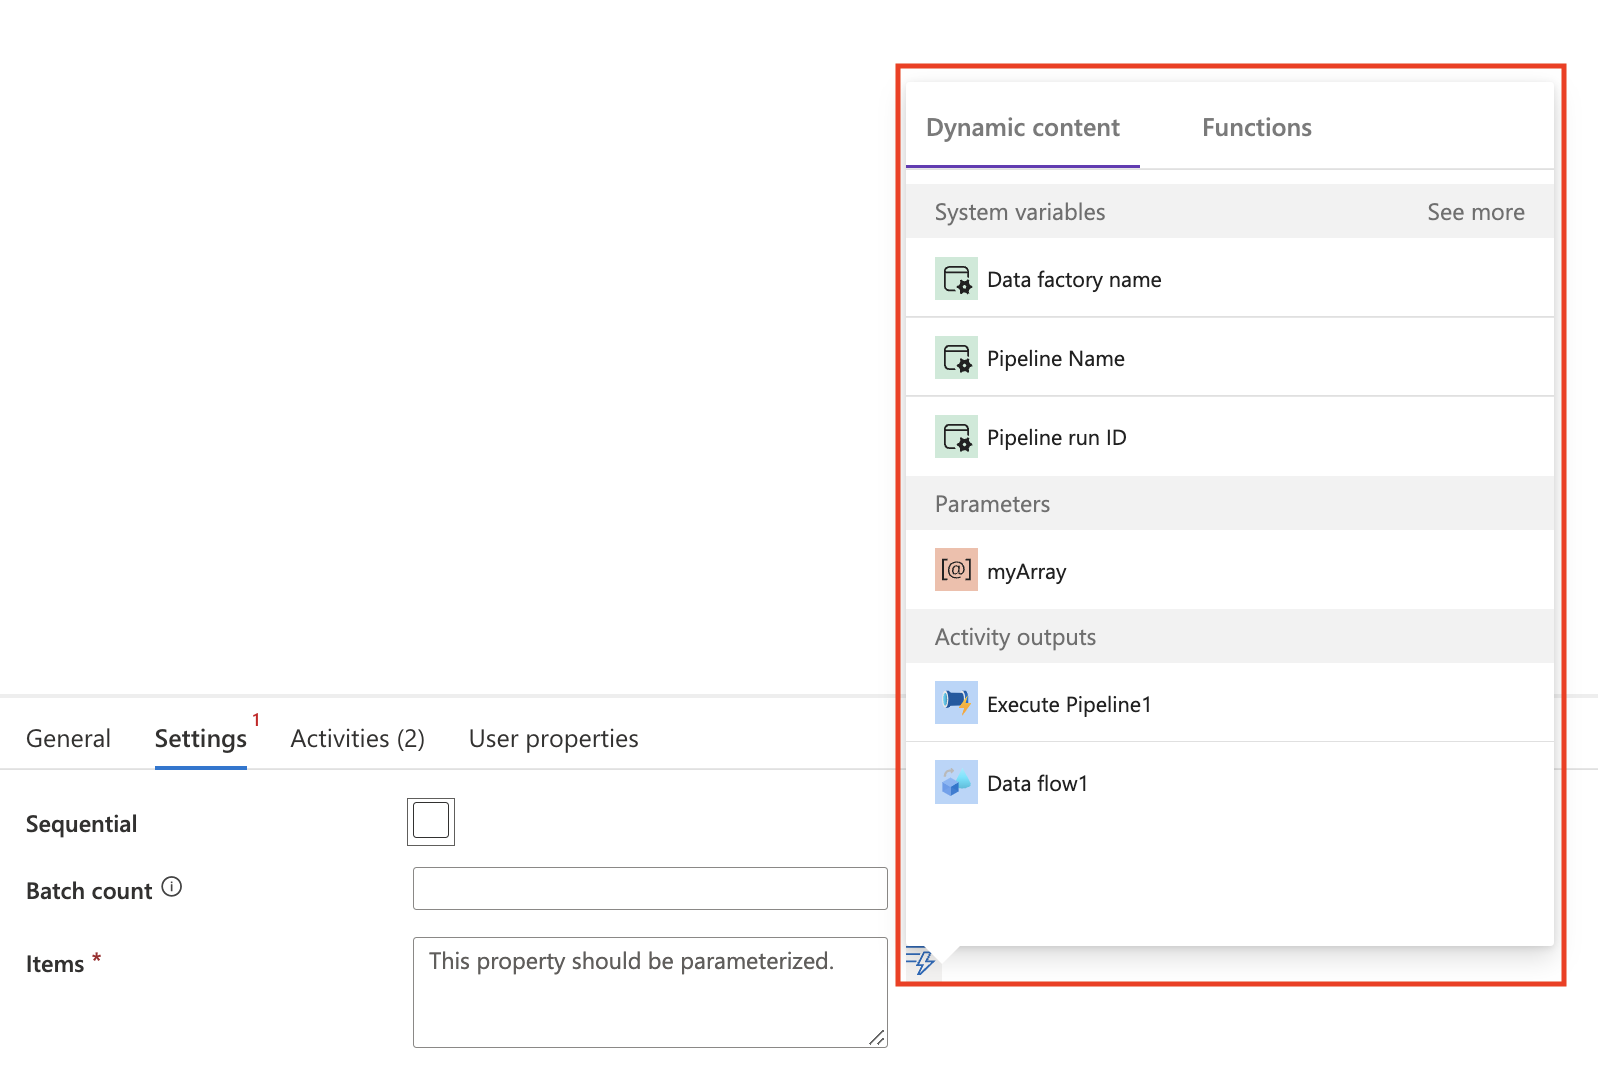 Dynamic content Functions
System variables See more
Data factory name
Pipeline Name
Pipeline run ID
Parameters
[@] myArray
Activity outputs
Execute Pipeline1
Data flow1
General Settings 1 Activities (2) User properties
Sequential
Batch count
Items * This property should be parameterized.